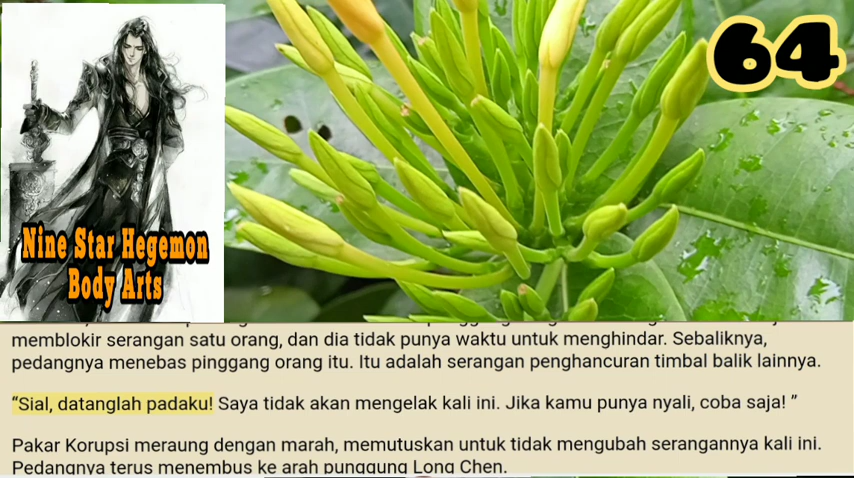 64
Nine Star Hegemon
Body Arts
memblokir serangan satu orang, dan dia tidak punya waktu untuk menghindar. Sebaliknya,
pedangnya menebas pinggang orang itu. Itu adalah serangan penghancuran timbal balik lainnya.
“Sial, datanglah padaku! Saya tidak akan mengelak kali ini. Jika kamu punya nyali, coba saja! ”
Pakar Korupsi meraung dengan marah, memutuskan untuk tidak mengubah serangannya kali ini.
Pedangnya terus menembus ke arah punggung Long Chen.